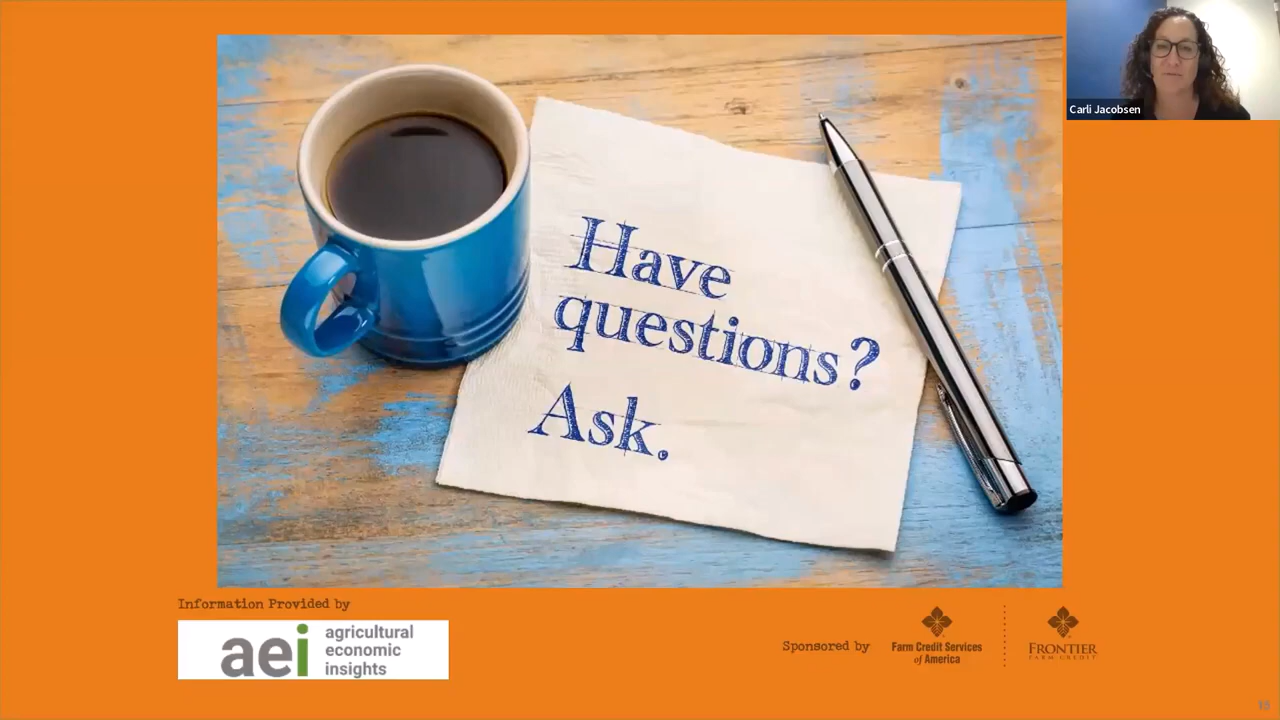 Carli Jacobsen
Have
questions?
Ask.
Information Provided by
aei
agricultural
economic
insights
Sponsored by
Farm Credit Services
of America
FRONTIER
FARM CREDIT